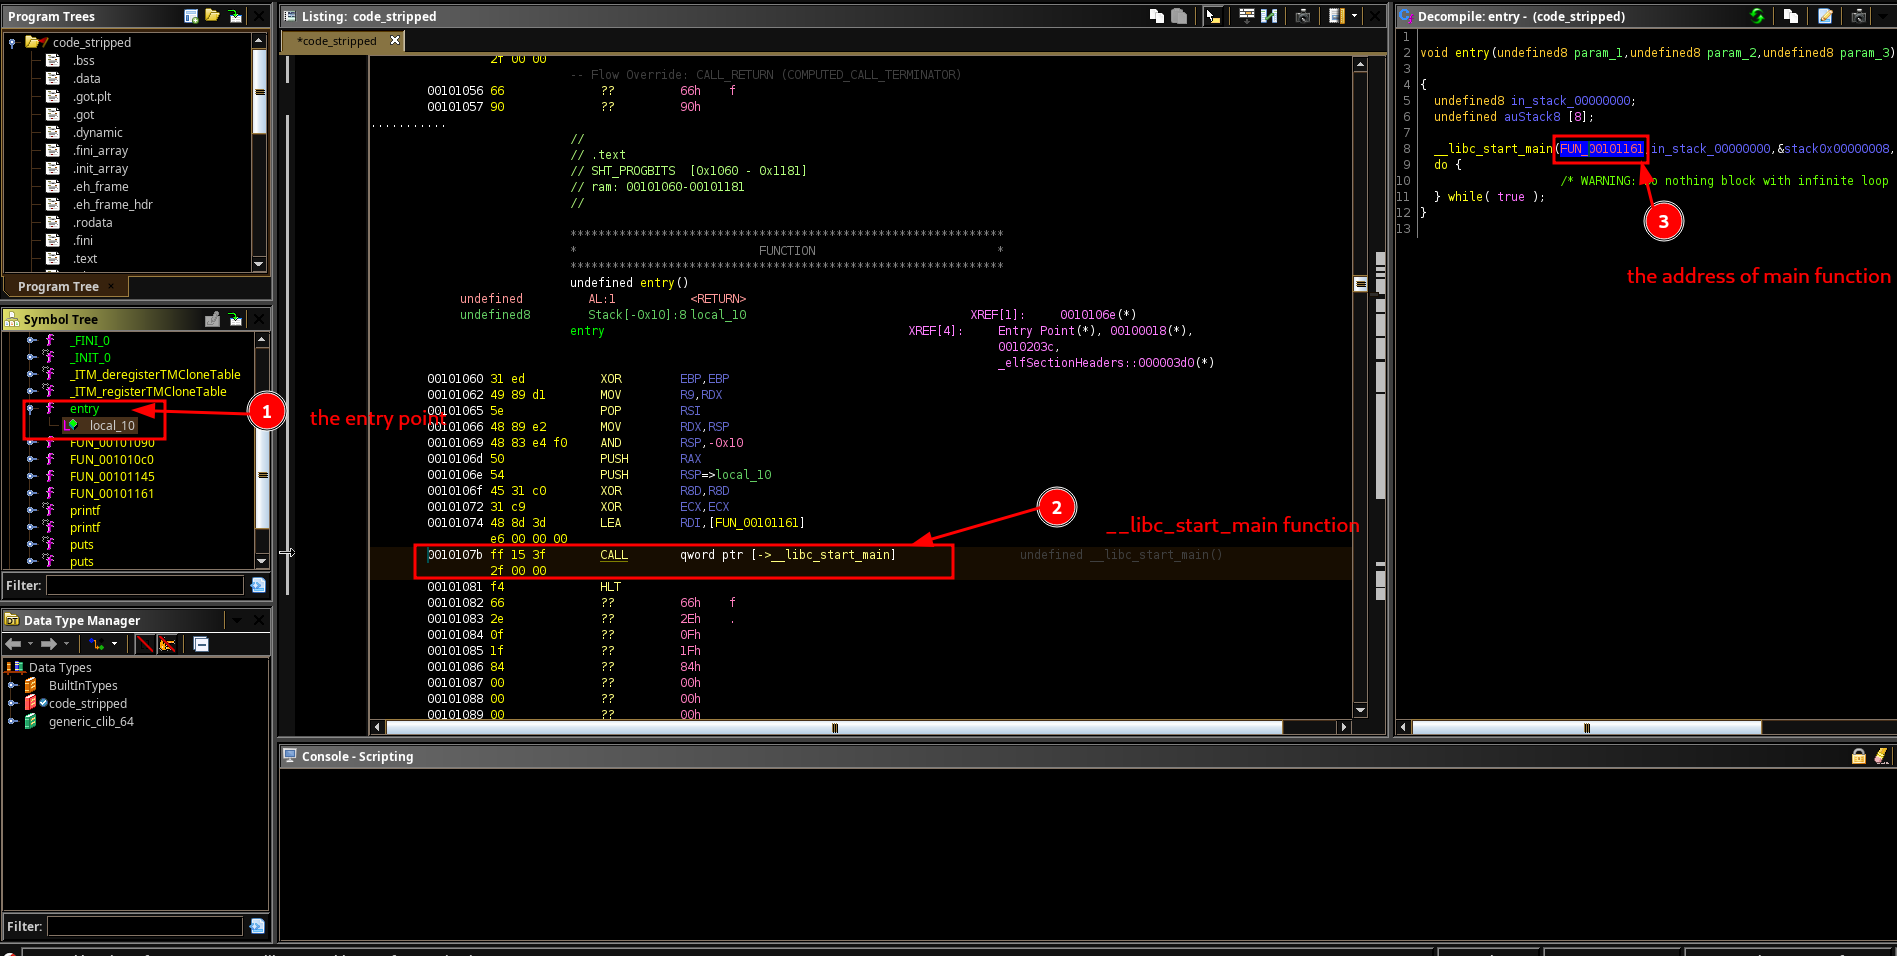 Program Trees
code_stripped
.bss
.data
.got.plt
.got
.dynamic
.fini_array
.init_array
.eh_frame
.eh_frame_hdr
.rodata
.fini
.text
Program Tree ×
Symbol Tree
_FINI_0
_INIT_0
_ITM_deregisterTMCloneTable
_ITM_registerTMCloneTable
entry
local_10
FUN_00101090
FUN_001010c0
FUN_00101145
FUN_00101161
printf
printf
puts
puts
Filter:
1
the entry point
Data Type Manager
Data Types
BuiltInTypes
code_stripped
generic_clib_64
Filter:
Listing: code_stripped
*code_stripped
2f 00 00
-- Flow Override: CALL_RETURN (COMPUTED_CALL_TERMINATOR)
00101056 66 ?? 66h f
00101057 90 ?? 90h
...........
//
// .text
// SHT_PROGBITS [0x1060 - 0x1181]
// ram: 00101060-00101181
//
**************************************************************
* FUNCTION *
**************************************************************
undefined entry()
undefined AL:1 <RETURN>
undefined8 Stack[-0x10]:8 local_10 XREF[1]: 0010106e(*)
entry XREF[4]: Entry Point(*), 00100018(*),
0010203c,
_elfSectionHeaders::000003d0(*)
00101060 31 ed XOR EBP,EBP
00101062 49 89 d1 MOV R9,RDX
00101065 5e POP RSI
00101066 48 89 e2 MOV RDX,RSP
00101069 48 83 e4 f0 AND RSP,-0x10
0010106d 50 PUSH RAX
0010106e 54 PUSH RSP=>local_10
0010106f 45 31 c0 XOR R8D,R8D
00101072 31 c9 XOR ECX,ECX
00101074 48 8d 3d LEA RDI,[FUN_00101161]
e6 00 00 00
0010107b ff 15 3f CALL qword ptr [->__libc_start_main] undefined __libc_start_main()
2f 00 00
00101081 f4 HLT
00101082 66 ?? 66h f
00101083 2e ?? 2Eh .
00101084 0f ?? 0Fh
00101085 1f ?? 1Fh
00101086 84 ?? 84h
00101087 00 ?? 00h
00101088 00 ?? 00h
00101089 00 ?? 00h
2
__libc_start_main function
Console - Scripting
Decompile: entry - (code_stripped)
1
2 void entry(undefined8 param_1,undefined8 param_2,undefined8 param_3)
3
4 {
5 undefined8 in_stack_00000000;
6 undefined auStack8 [8];
7
8 __libc_start_main(FUN_00101161,in_stack_00000000,&stack0x00000008,
9 do {
10 /* WARNING: nothing block with infinite loop
11 } while( true );
12 }
13
3
the address of main function